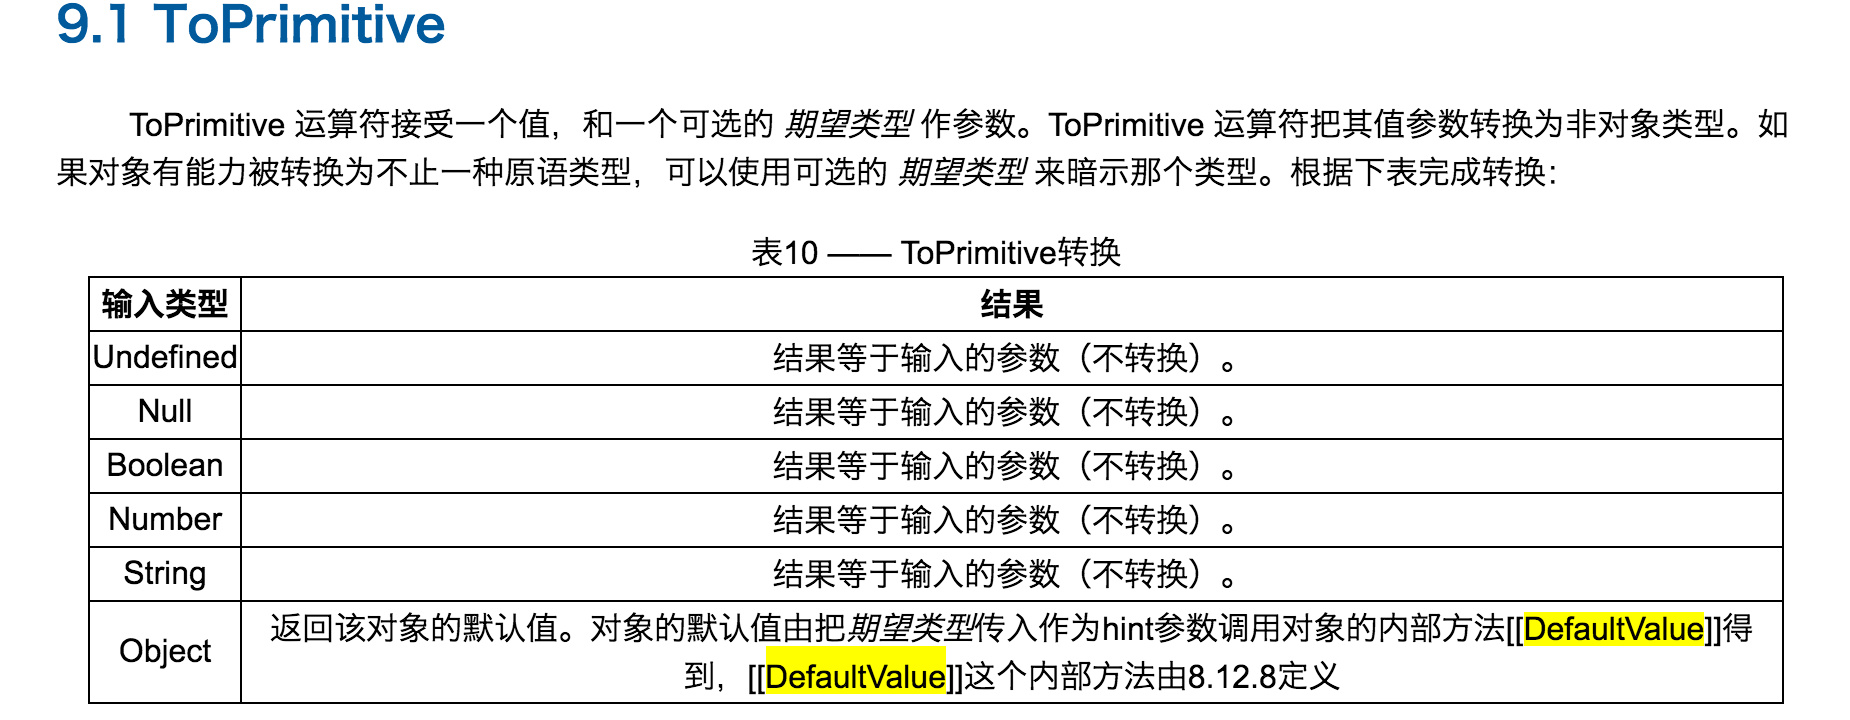 9.1 ToPrimitive
ToPrimitive 运算符接受一个值，和一个可选的 期望类型 作参数。ToPrimitive 运算符把其值参数转换为非对象类型。如
果对象有能力被转换为不止一种原语类型，可以使用可选的 期望类型 来暗示那个类型。根据下表完成转换：
表10 —— ToPrimitive转换
输入类型 结果
Undefined 结果等于输入的参数（不转换）。
Null 结果等于输入的参数（不转换）。
Boolean 结果等于输入的参数（不转换）。
Number 结果等于输入的参数（不转换）。
String 结果等于输入的参数（不转换）。
Object
返回该对象的默认值。对象的默认值由把期望类型传入作为hint参数调用对象的内部方法[[DefaultValue]]得
到，[[DefaultValue]]这个内部方法由8.12.8定义